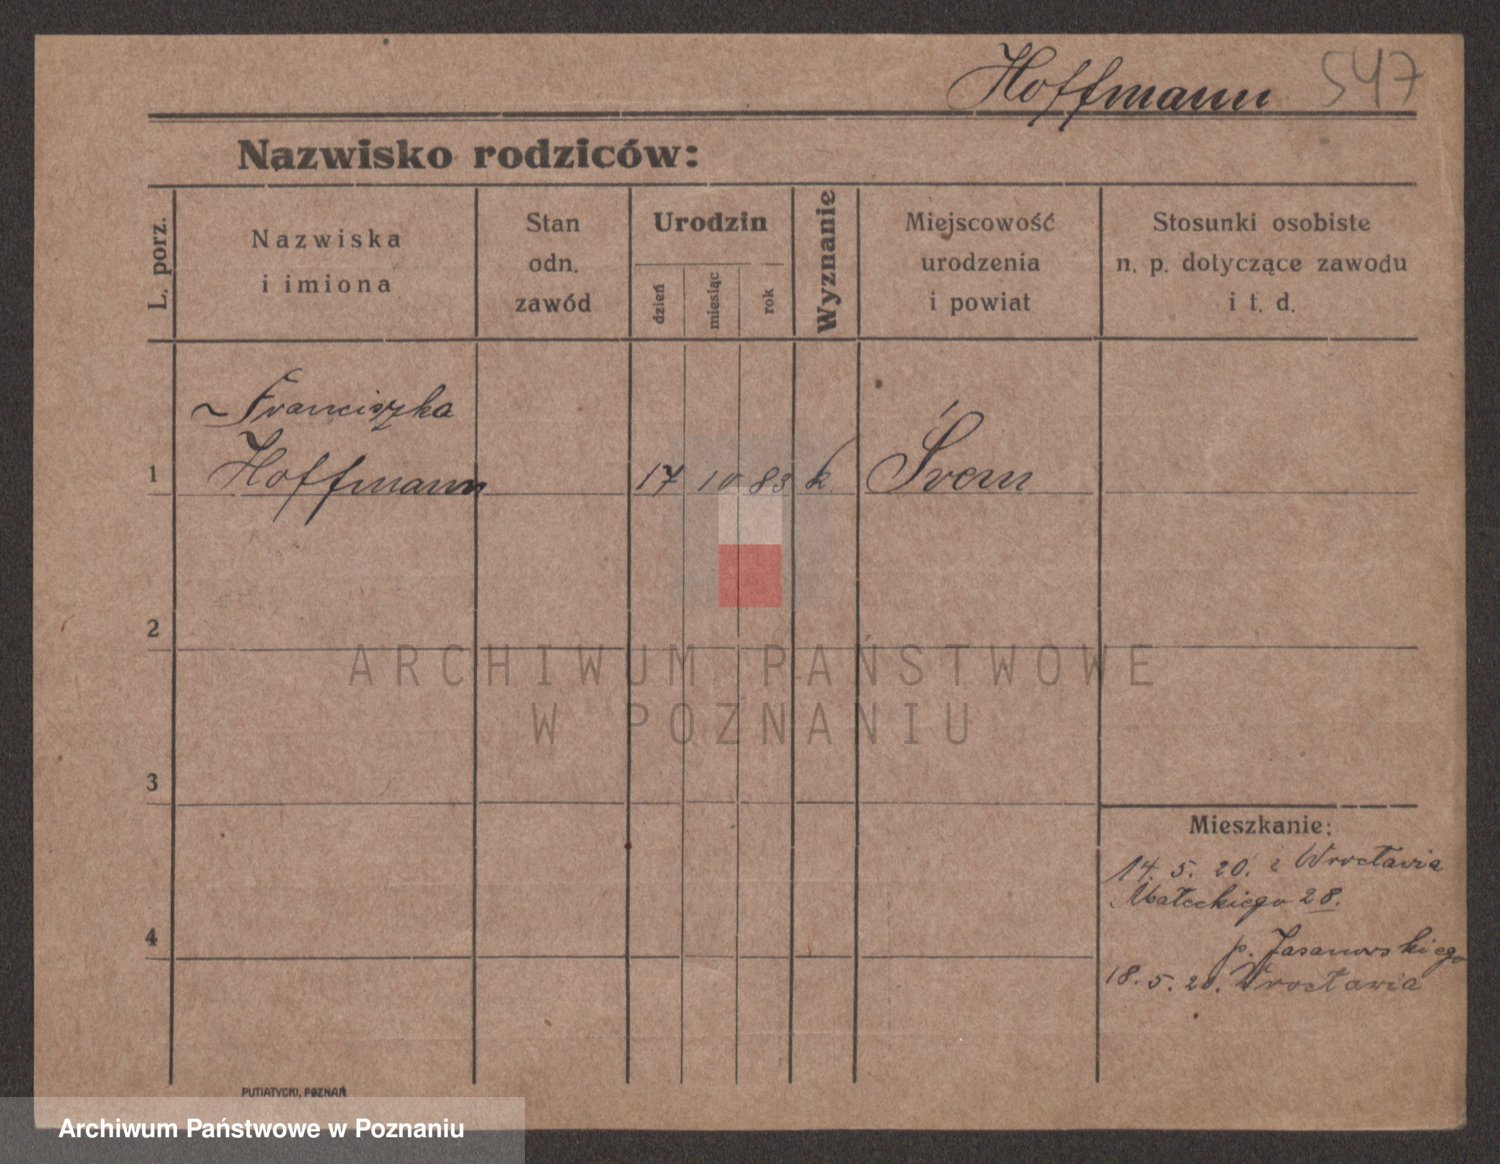 Hoffmann 547
Nazwisko rodziców:
L. porz.
Nazwiska
i imiona
Stan
odn.
zawód
Urodzin
dzień
miesiąc
rok
Wyznanie
Miejscowość
urodzenia
i powiat
Stosunki osobiste
n. p. dotyczące zawodu
i t. d.
Franciszka
1 Hoffmann 17 10 83 k Śrem
2
3
4
Mieszkanie:
14. 5. 20. z Wrocławia
Małeckiego 28.
p. Jasanowskiego
18. 5. 20. Wrocławia
PUTIATYCKI, POZNAŃ
ARCHIWUM PAŃSTWOWE
W POZNANIU
Archiwum Państwowe w Poznaniu